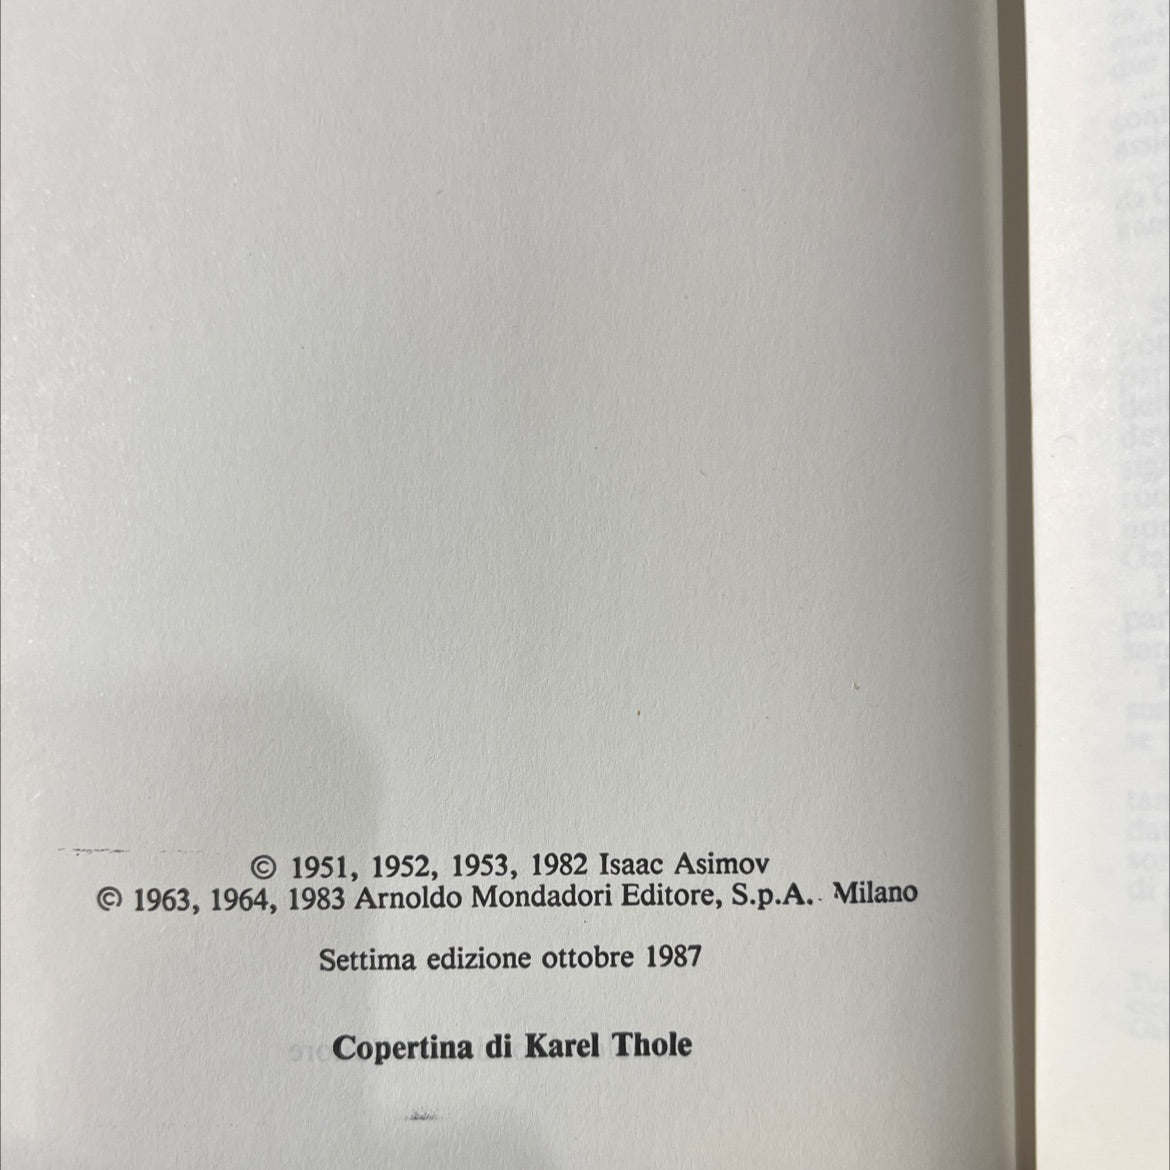 © 1951, 1952, 1953, 1982 Isaac Asimov
© 1963, 1964, 1983 Arnoldo Mondadori Editore, S.p.A. Milano
Settima edizione ottobre 1987
Copertina di Karel Thole